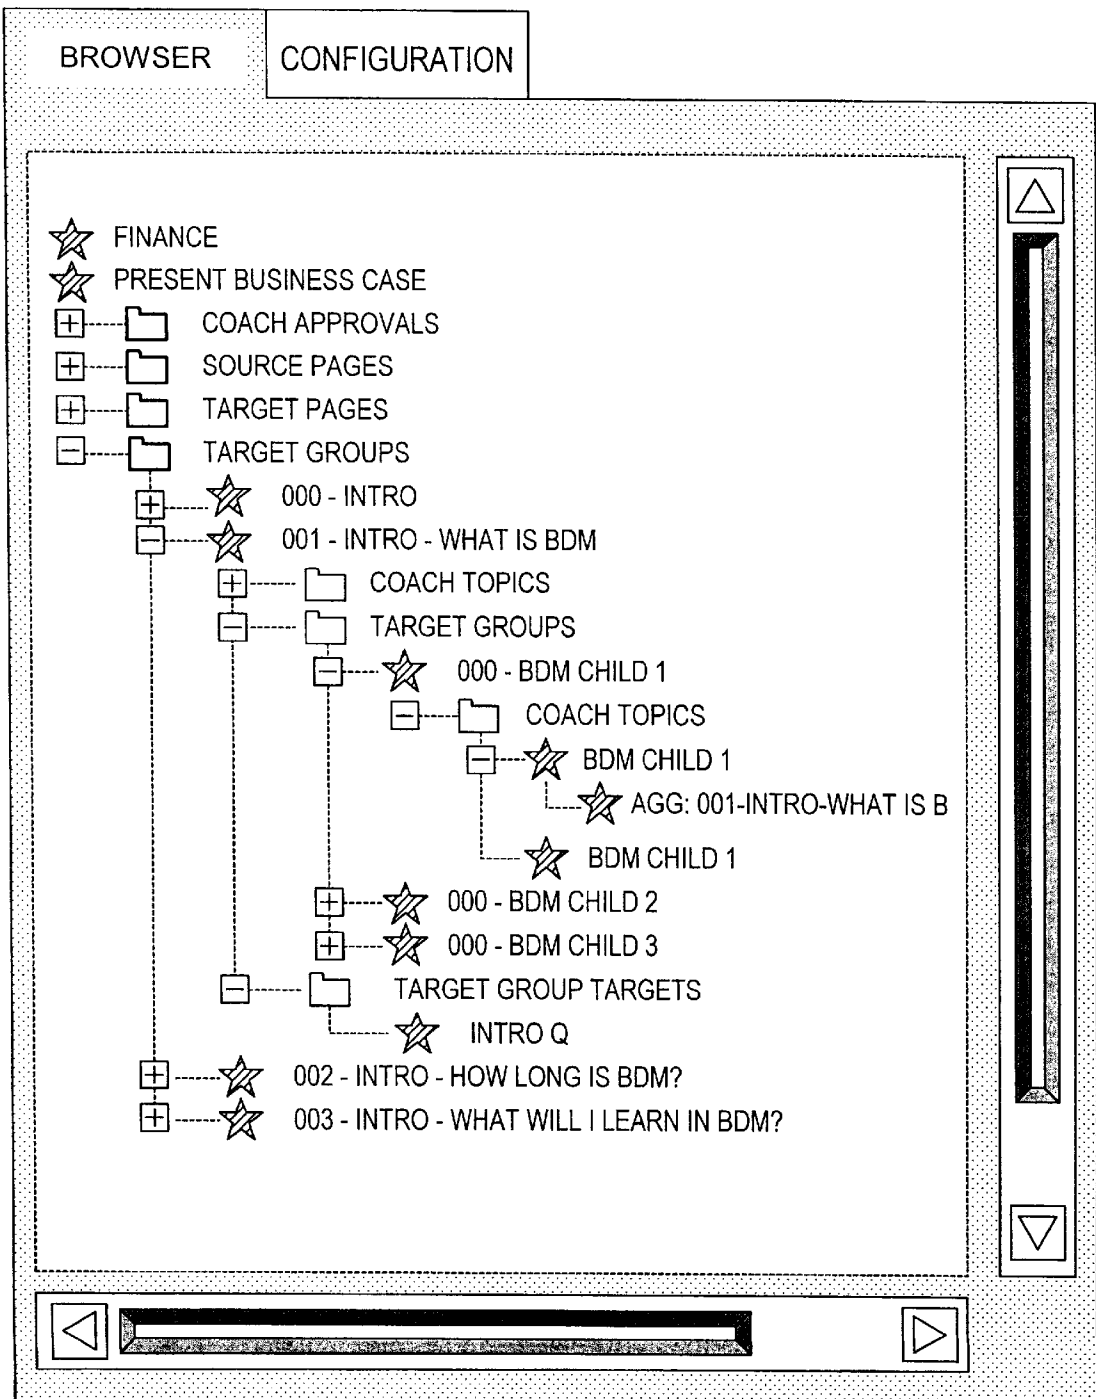 BROWSER
CONFIGURATION
FINANCE
PRESENT BUSINESS CASE
COACH APPROVALS
SOURCE PAGES
TARGET PAGES
TARGET GROUPS
000 - INTRO
001 - INTRO - WHAT IS BDM
COACH TOPICS
TARGET GROUPS
000 - BDM CHILD 1
COACH TOPICS
BDM CHILD 1
AGG: 001-INTRO-WHAT IS B
BDM CHILD 1
000 - BDM CHILD 2
000 - BDM CHILD 3
TARGET GROUP TARGETS
INTRO Q
002 - INTRO - HOW LONG IS BDM?
003 - INTRO - WHAT WILL I LEARN IN BDM?